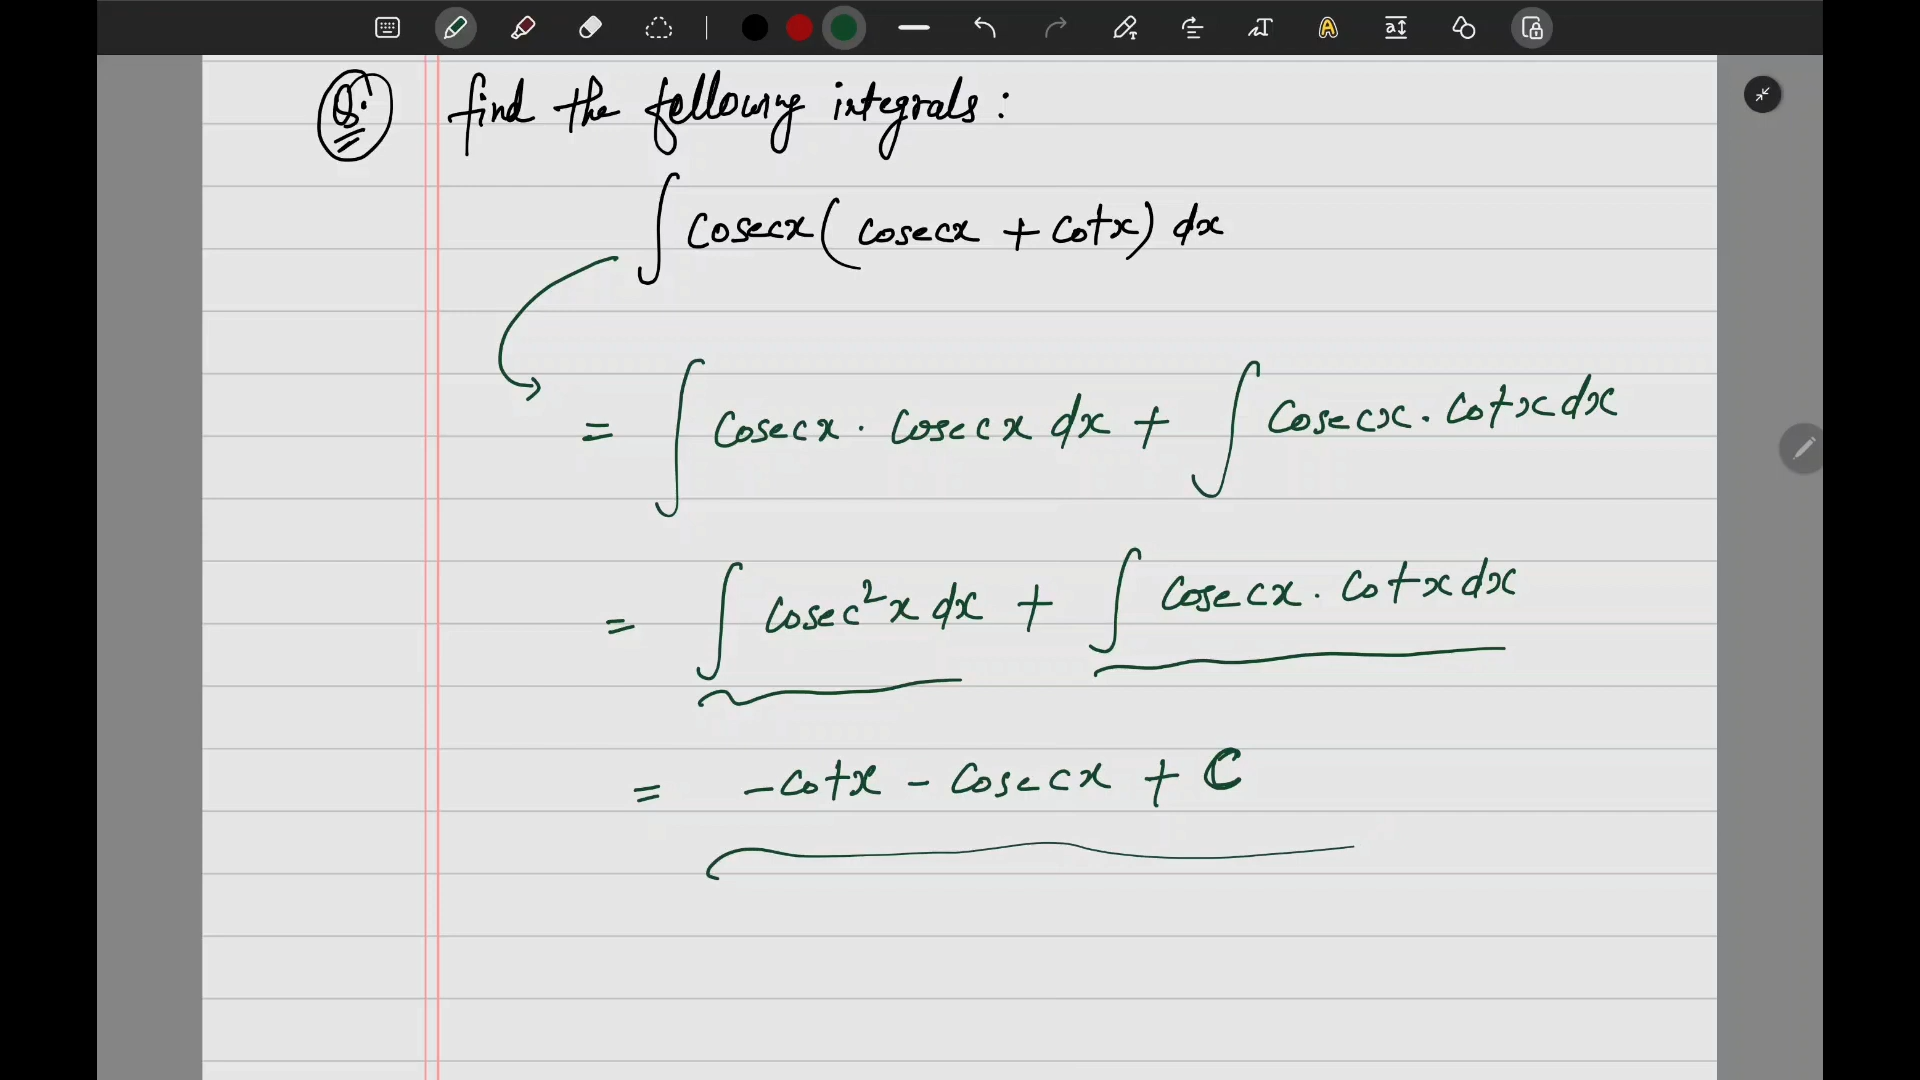 Q. find the following integrals:
∫ Cosecx ( cosecx + Cotx) dx
= ∫ Cosecx . Cosecx dx + ∫ Cosecx . Cotx dx
= ∫ Cosec²x dx + ∫ Cosecx . Cotx dx
= -Cotx - Cosecx + C